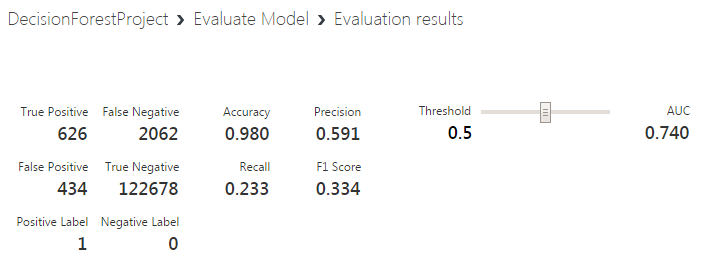 DecisionForestProject › Evaluate Model › Evaluation results
True Positive False Negative Accuracy Precision Threshold AUC
626 2062 0.980 0.591 0.5 0.740
False Positive True Negative Recall F1 Score
434 122678 0.233 0.334
Positive Label Negative Label
1 0